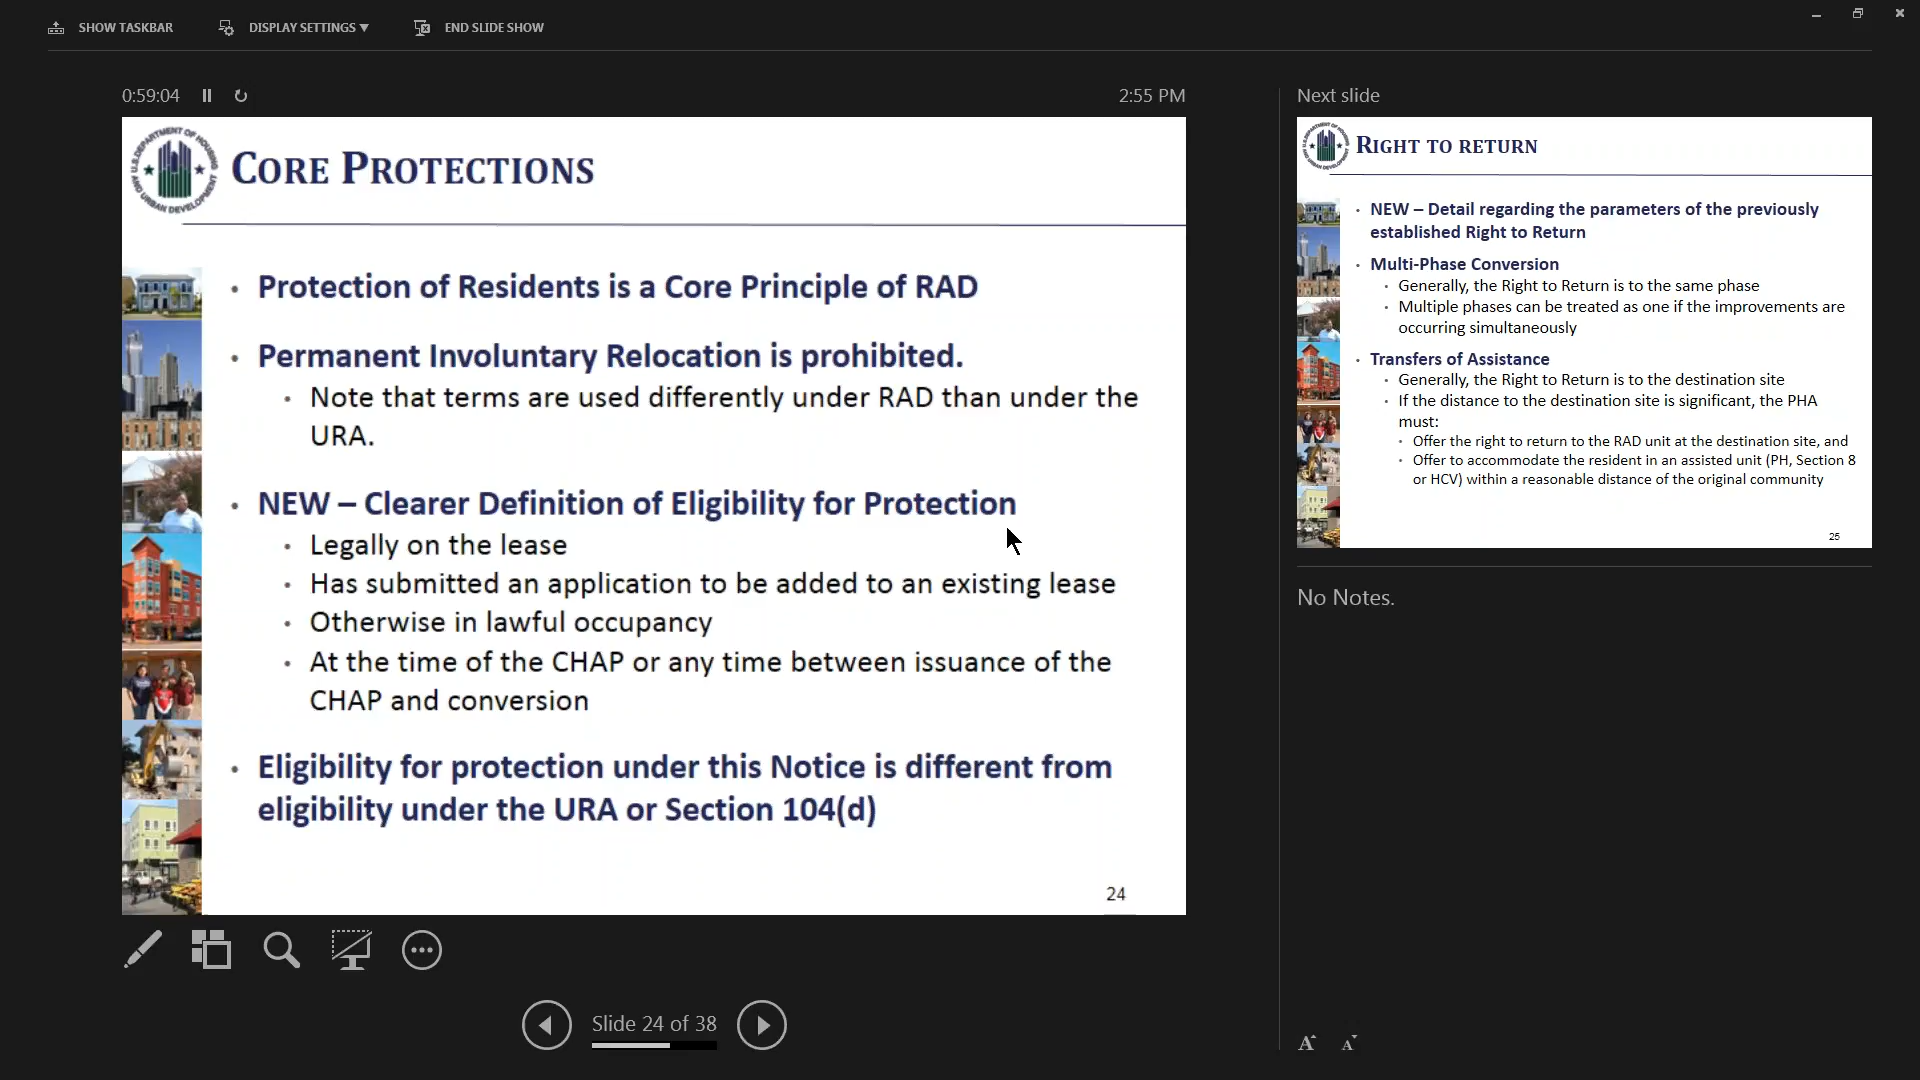 SHOW TASKBAR
DISPLAY SETTINGS ▾
END SLIDE SHOW
0:59:04
2:55 PM
U.S. DEPARTMENT OF HOUSING AND URBAN DEVELOPMENT
CORE PROTECTIONS
• Protection of Residents is a Core Principle of RAD
• Permanent Involuntary Relocation is prohibited.
• Note that terms are used differently under RAD than under the
URA.
• NEW – Clearer Definition of Eligibility for Protection
• Legally on the lease
• Has submitted an application to be added to an existing lease
• Otherwise in lawful occupancy
• At the time of the CHAP or any time between issuance of the
CHAP and conversion
• Eligibility for protection under this Notice is different from
eligibility under the URA or Section 104(d)
24
Slide 24 of 38
Next slide
RIGHT TO RETURN
• NEW – Detail regarding the parameters of the previously
established Right to Return
• Multi-Phase Conversion
• Generally, the Right to Return is to the same phase
• Multiple phases can be treated as one if the improvements are
occurring simultaneously
• Transfers of Assistance
• Generally, the Right to Return is to the destination site
• If the distance to the destination site is significant, the PHA
must:
• Offer the right to return to the RAD unit at the destination site, and
• Offer to accommodate the resident in an assisted unit (PH, Section 8
or HCV) within a reasonable distance of the original community
25
No Notes.
A A